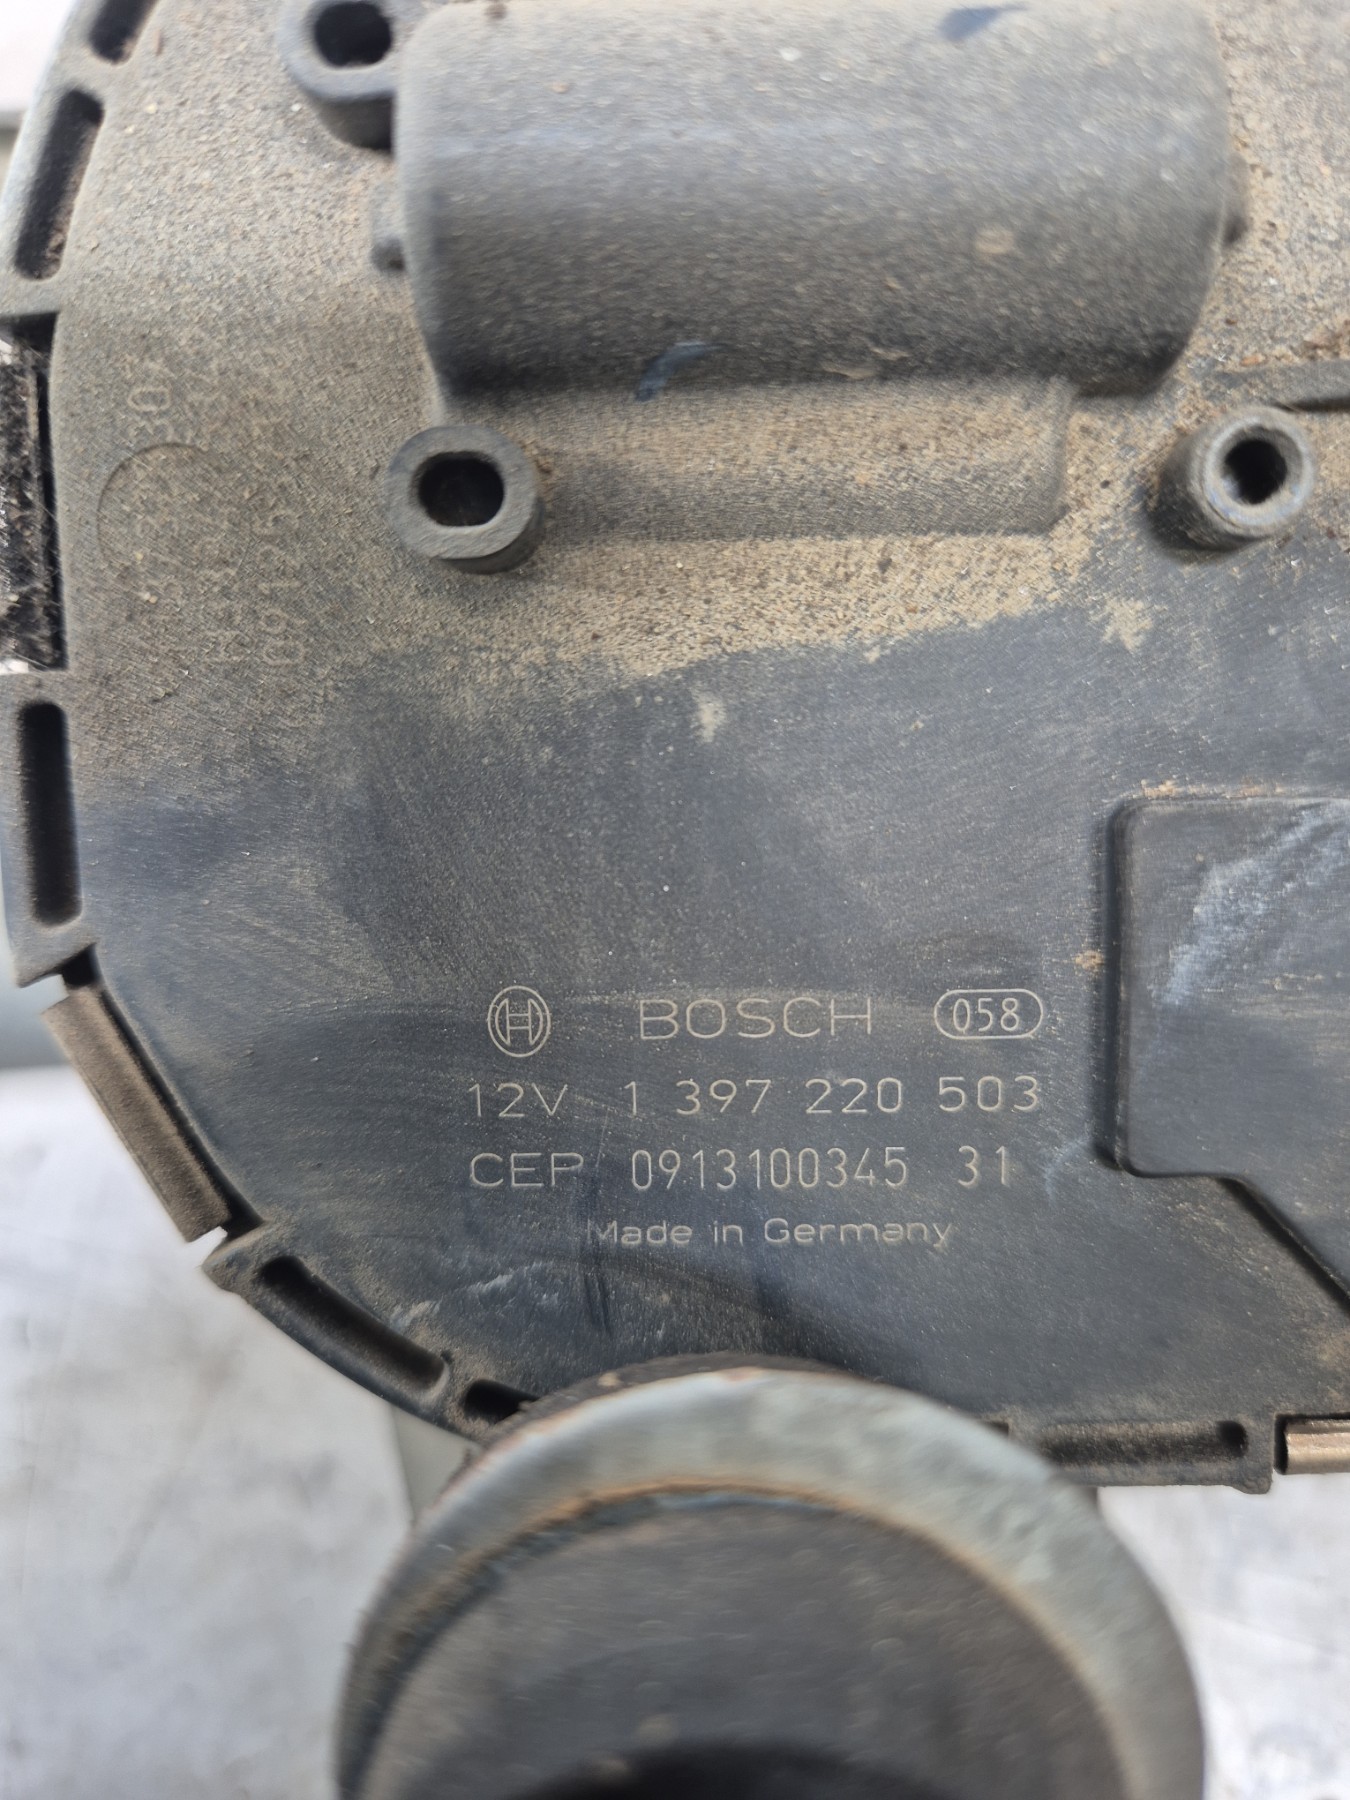 BOSCH 058
12V 1 397 220 503
CEP 0913100345 31
Made in Germany